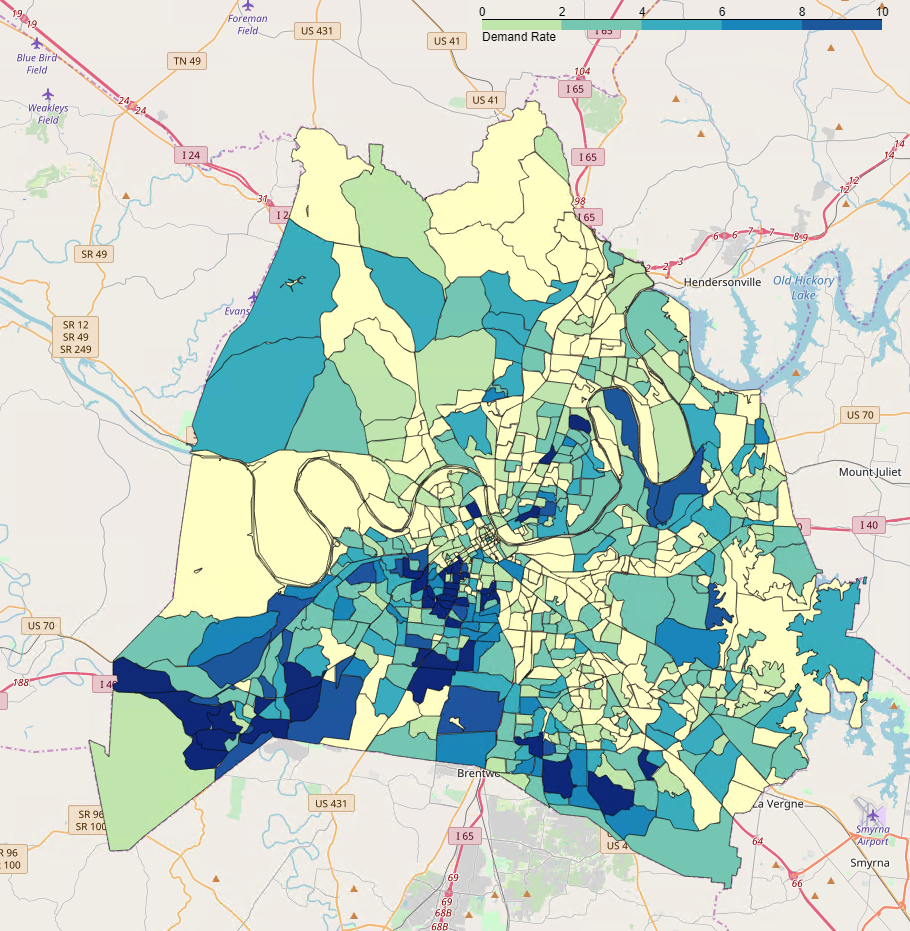 0 2 4 6 8 10
Demand Rate
19
19
Foreman
Field
US 431
US 41
I 65
Blue Bird
Field
TN 49
104
I 65
Weakleys
Field
24
24
US 41
14
14
I 24
I 65
12
12
31
98
I 2
I 65
6 6 7 7 8 9
SR 49
2 2 3
Hendersonville
Old Hickory
Lake
Evans
SR 12
SR 49
SR 249
US 70
Mount Juliet
I 40
US 70
188
I 40
Brentwo
US 431
La Vergne
SR 96
SR 100
I 65
US 4
64
Smyrna
Airport
R 96
100
Smyrna
69
66
69
68B
68B